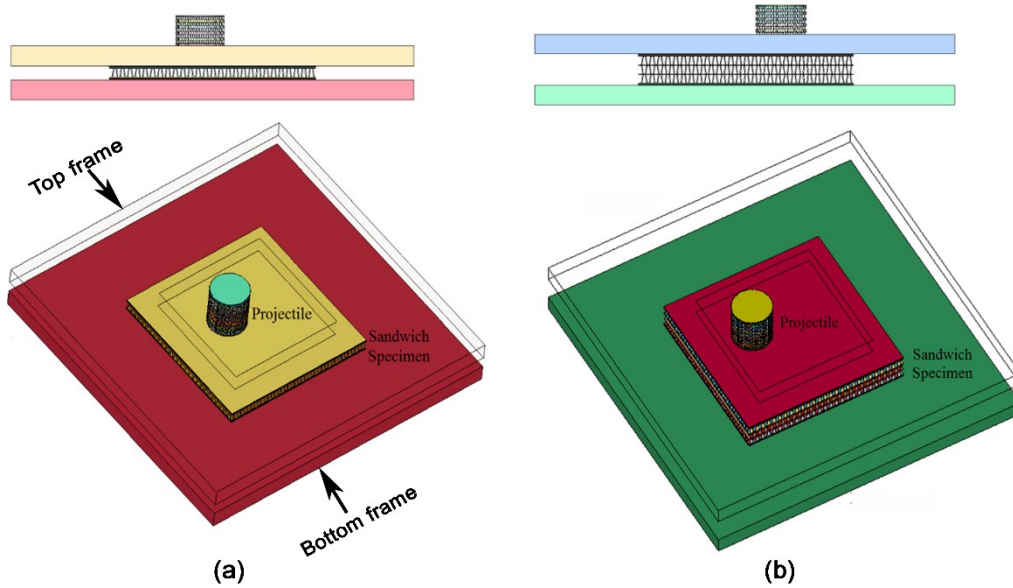 Top frame
Projectile
Sandwich
Specimen
Bottom frame
(a)
Projectile
Sandwich
Specimen
(b)